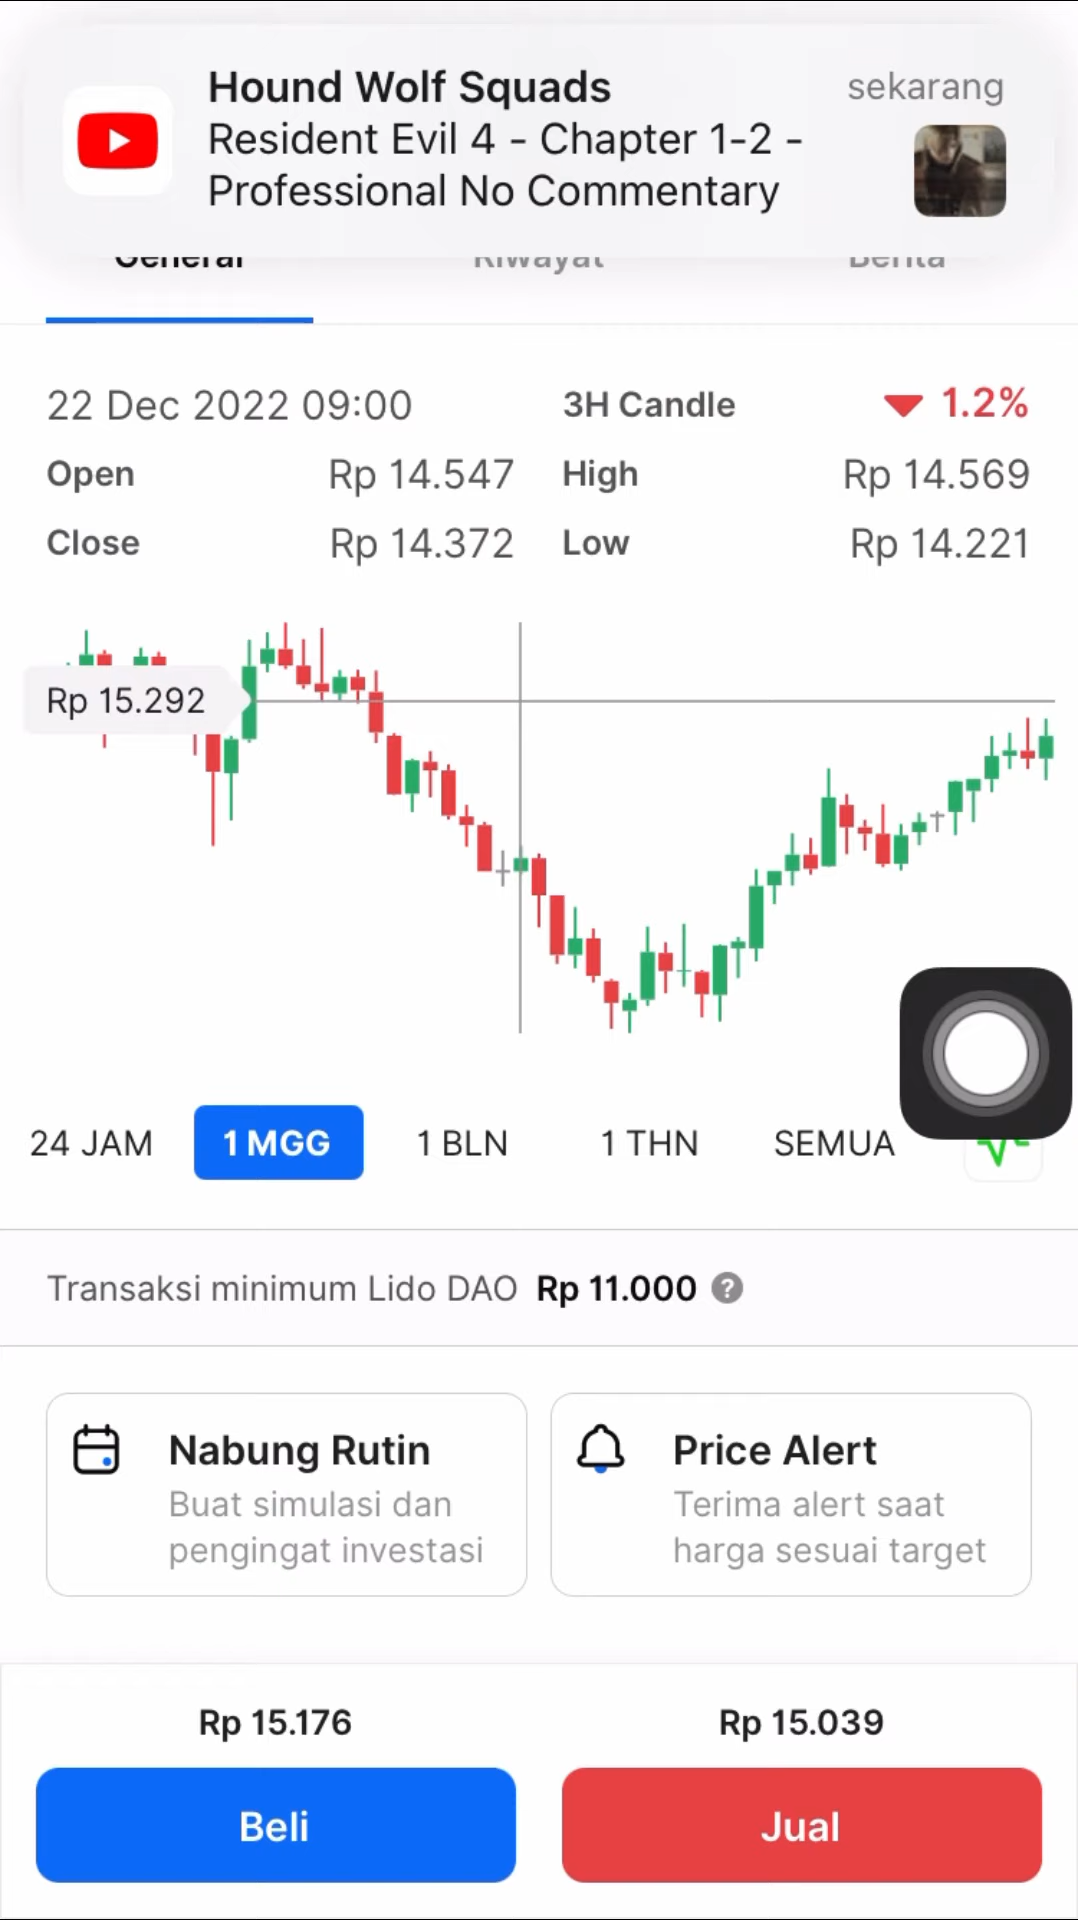 Hound Wolf Squads
sekarang
Resident Evil 4 - Chapter 1-2 -
Professional No Commentary
General
Riwayat
Berita
22 Dec 2022 09:00
3H Candle
1.2%
Open
Rp 14.547
High
Rp 14.569
Close
Rp 14.372
Low
Rp 14.221
Rp 15.292
24 JAM
1 MGG
1 BLN
1 THN
SEMUA
Transaksi minimum Lido DAO Rp 11.000 ?
Nabung Rutin
Buat simulasi dan
pengingat investasi
Price Alert
Terima alert saat
harga sesuai target
Rp 15.176
Rp 15.039
Beli
Jual